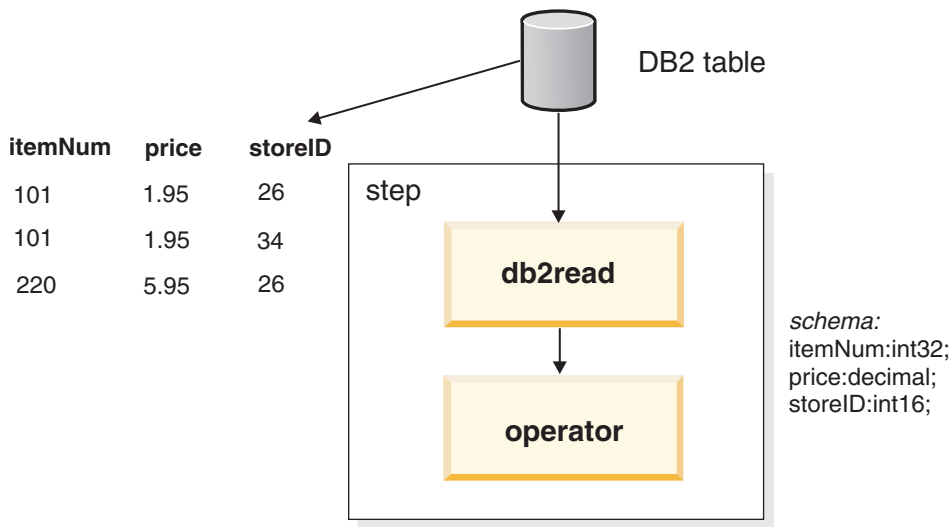 DB2 table
itemNum price storeID
101 1.95 26
101 1.95 34
220 5.95 26
step
db2read
operator
schema:
itemNum:int32;
price:decimal;
storeID:int16;